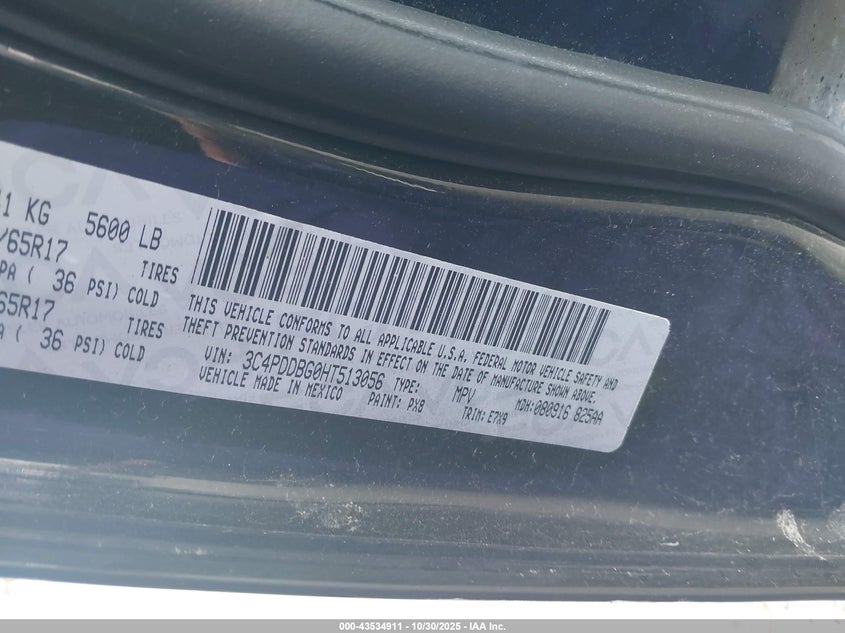 1 KG 5600 LB
/65R17 TIRES
PA ( 36 PSI) COLD
65R17 TIRES
A ( 36 PSI) COLD
THIS VEHICLE CONFORMS TO ALL APPLICABLE U.S.A. FEDERAL MOTOR VEHICLE SAFETY AND
THEFT PREVENTION STANDARDS IN EFFECT ON THE DATE OF MANUFACTURE SHOWN ABOVE.
VIN: 3C4PDDBG0HT513056 TYPE: MPV MDH:080916 825AA
VEHICLE MADE IN MEXICO PAINT: PX8 TRIM: E7X9
000-43534911 - 10/30/2025 - IAA Inc.